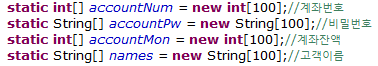 static int[] accountNum = new int[100];//계좌번호
static String[] accountPw = new String[100];//비밀번호
static int[] accountMon = new int[100];//계좌잔액
static String[] names = new String[100];//고객이름